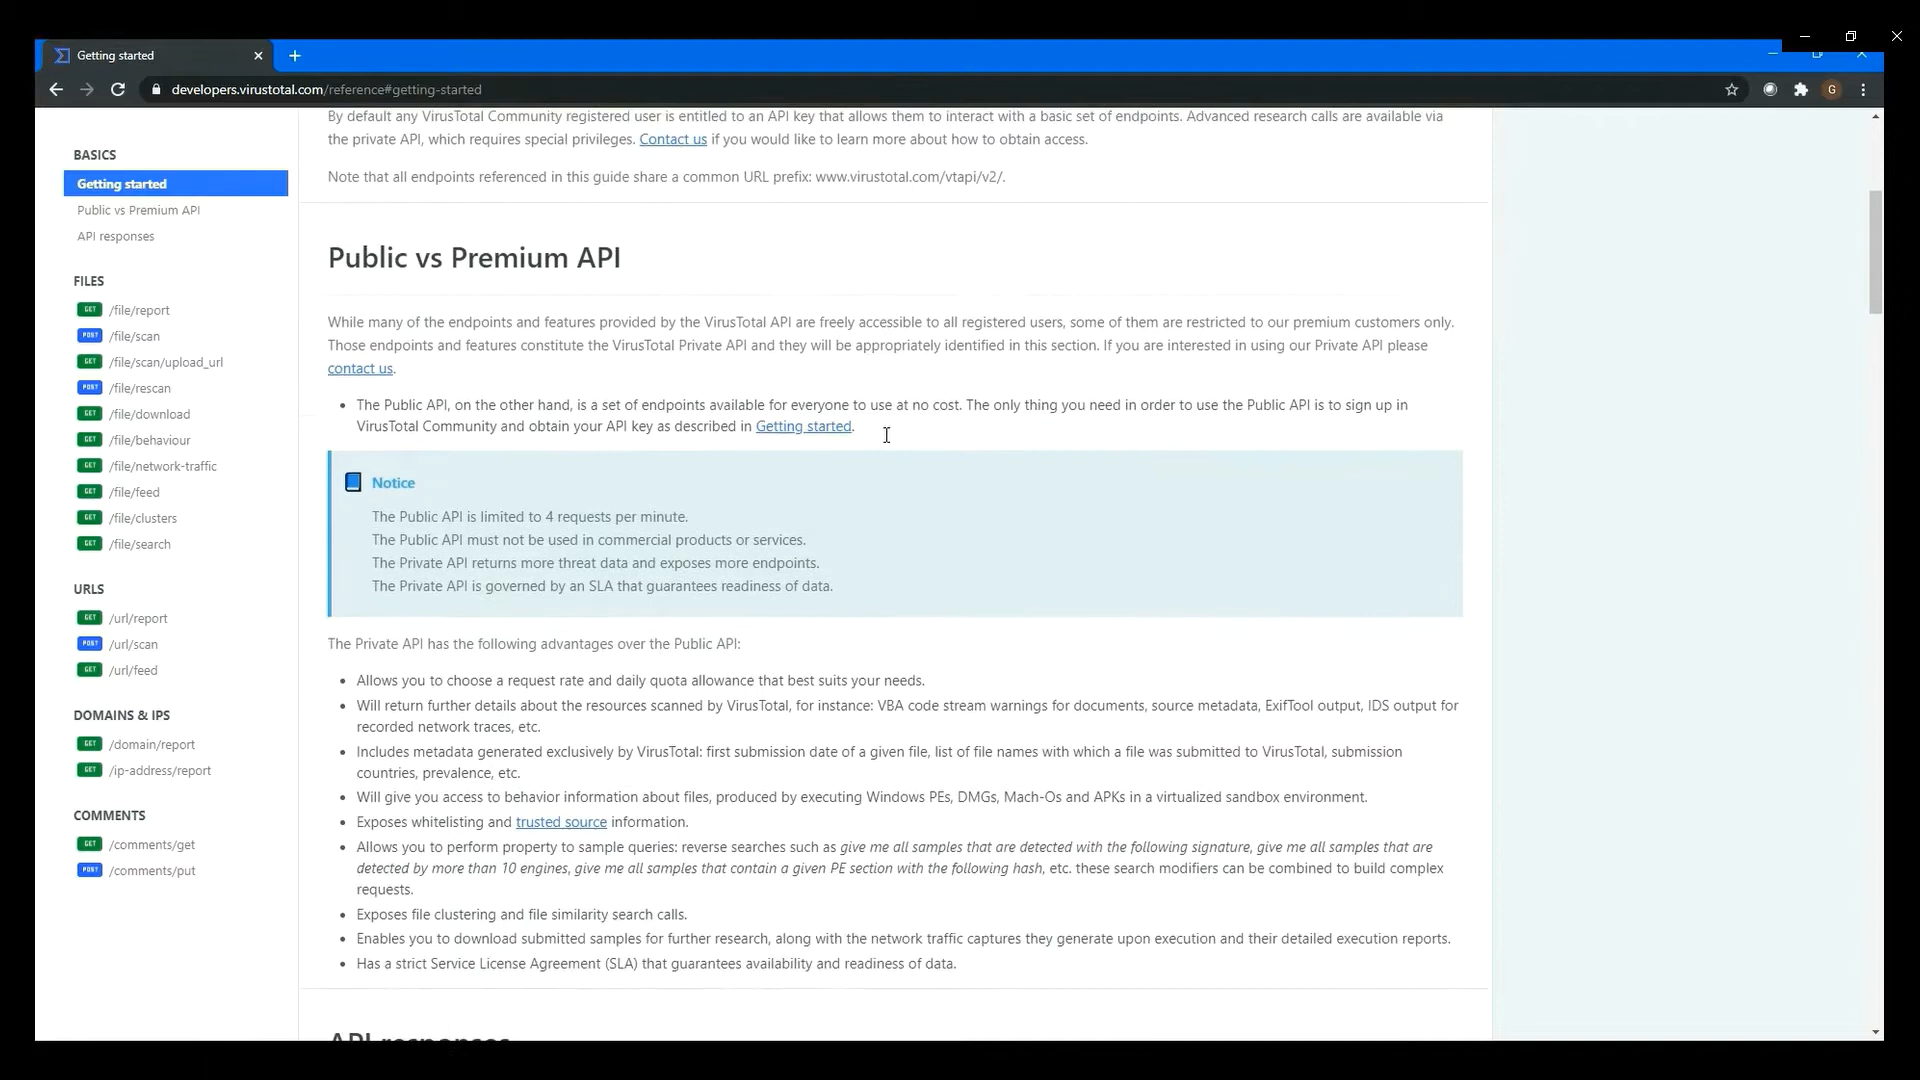 Getting started
developers.virustotal.com/reference#getting-started
G
BASICS
Getting started
Public vs Premium API
API responses
FILES
GET /file/report
POST /file/scan
GET /file/scan/upload_url
POST /file/rescan
GET /file/download
GET /file/behaviour
GET /file/network-traffic
GET /file/feed
GET /file/clusters
GET /file/search
URLS
GET /url/report
POST /url/scan
GET /url/feed
DOMAINS & IPS
GET /domain/report
GET /ip-address/report
COMMENTS
GET /comments/get
POST /comments/put
By default any VirusTotal Community registered user is entitled to an API key that allows them to interact with a basic set of endpoints. Advanced research calls are available via
the private API, which requires special privileges. Contact us if you would like to learn more about how to obtain access.
Note that all endpoints referenced in this guide share a common URL prefix: www.virustotal.com/vtapi/v2/.
Public vs Premium API
While many of the endpoints and features provided by the VirusTotal API are freely accessible to all registered users, some of them are restricted to our premium customers only.
Those endpoints and features constitute the VirusTotal Private API and they will be appropriately identified in this section. If you are interested in using our Private API please
contact us.
• The Public API, on the other hand, is a set of endpoints available for everyone to use at no cost. The only thing you need in order to use the Public API is to sign up in
VirusTotal Community and obtain your API key as described in Getting started.
Notice
The Public API is limited to 4 requests per minute.
The Public API must not be used in commercial products or services.
The Private API returns more threat data and exposes more endpoints.
The Private API is governed by an SLA that guarantees readiness of data.
The Private API has the following advantages over the Public API:
• Allows you to choose a request rate and daily quota allowance that best suits your needs.
• Will return further details about the resources scanned by VirusTotal, for instance: VBA code stream warnings for documents, source metadata, ExifTool output, IDS output for
recorded network traces, etc.
• Includes metadata generated exclusively by VirusTotal: first submission date of a given file, list of file names with which a file was submitted to VirusTotal, submission
countries, prevalence, etc.
• Will give you access to behavior information about files, produced by executing Windows PEs, DMGs, Mach-Os and APKs in a virtualized sandbox environment.
• Exposes whitelisting and trusted source information.
• Allows you to perform property to sample queries: reverse searches such as give me all samples that are detected with the following signature, give me all samples that are
detected by more than 10 engines, give me all samples that contain a given PE section with the following hash, etc. these search modifiers can be combined to build complex
requests.
• Exposes file clustering and file similarity search calls.
• Enables you to download submitted samples for further research, along with the network traffic captures they generate upon execution and their detailed execution reports.
• Has a strict Service License Agreement (SLA) that guarantees availability and readiness of data.
API responses